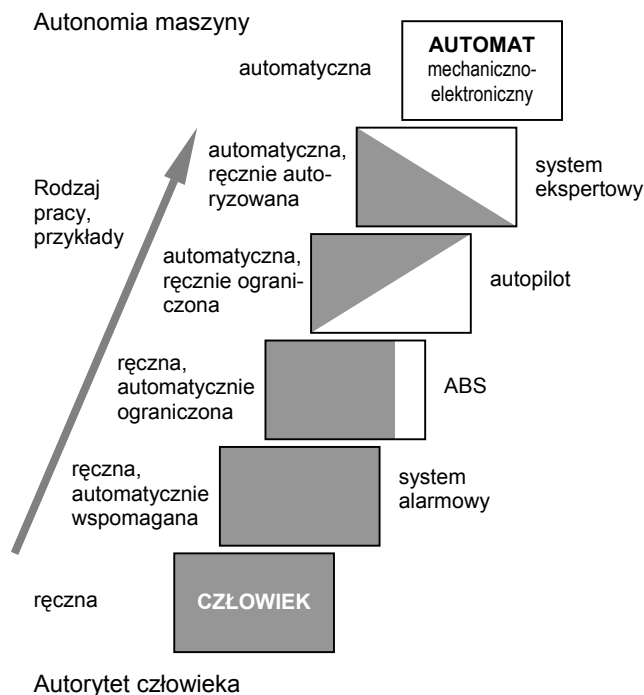 Autonomia maszyny
automatyczna
AUTOMAT
mechaniczno-
elektroniczny
automatyczna,
ręcznie auto-
ryzowana
system
ekspertowy
Rodzaj
pracy,
przykłady
automatyczna,
ręcznie ograni-
czona
autopilot
ręczna,
automatycznie
ograniczona
ABS
ręczna,
automatycznie
wspomagana
system
alarmowy
ręczna
CZŁOWIEK
Autorytet człowieka